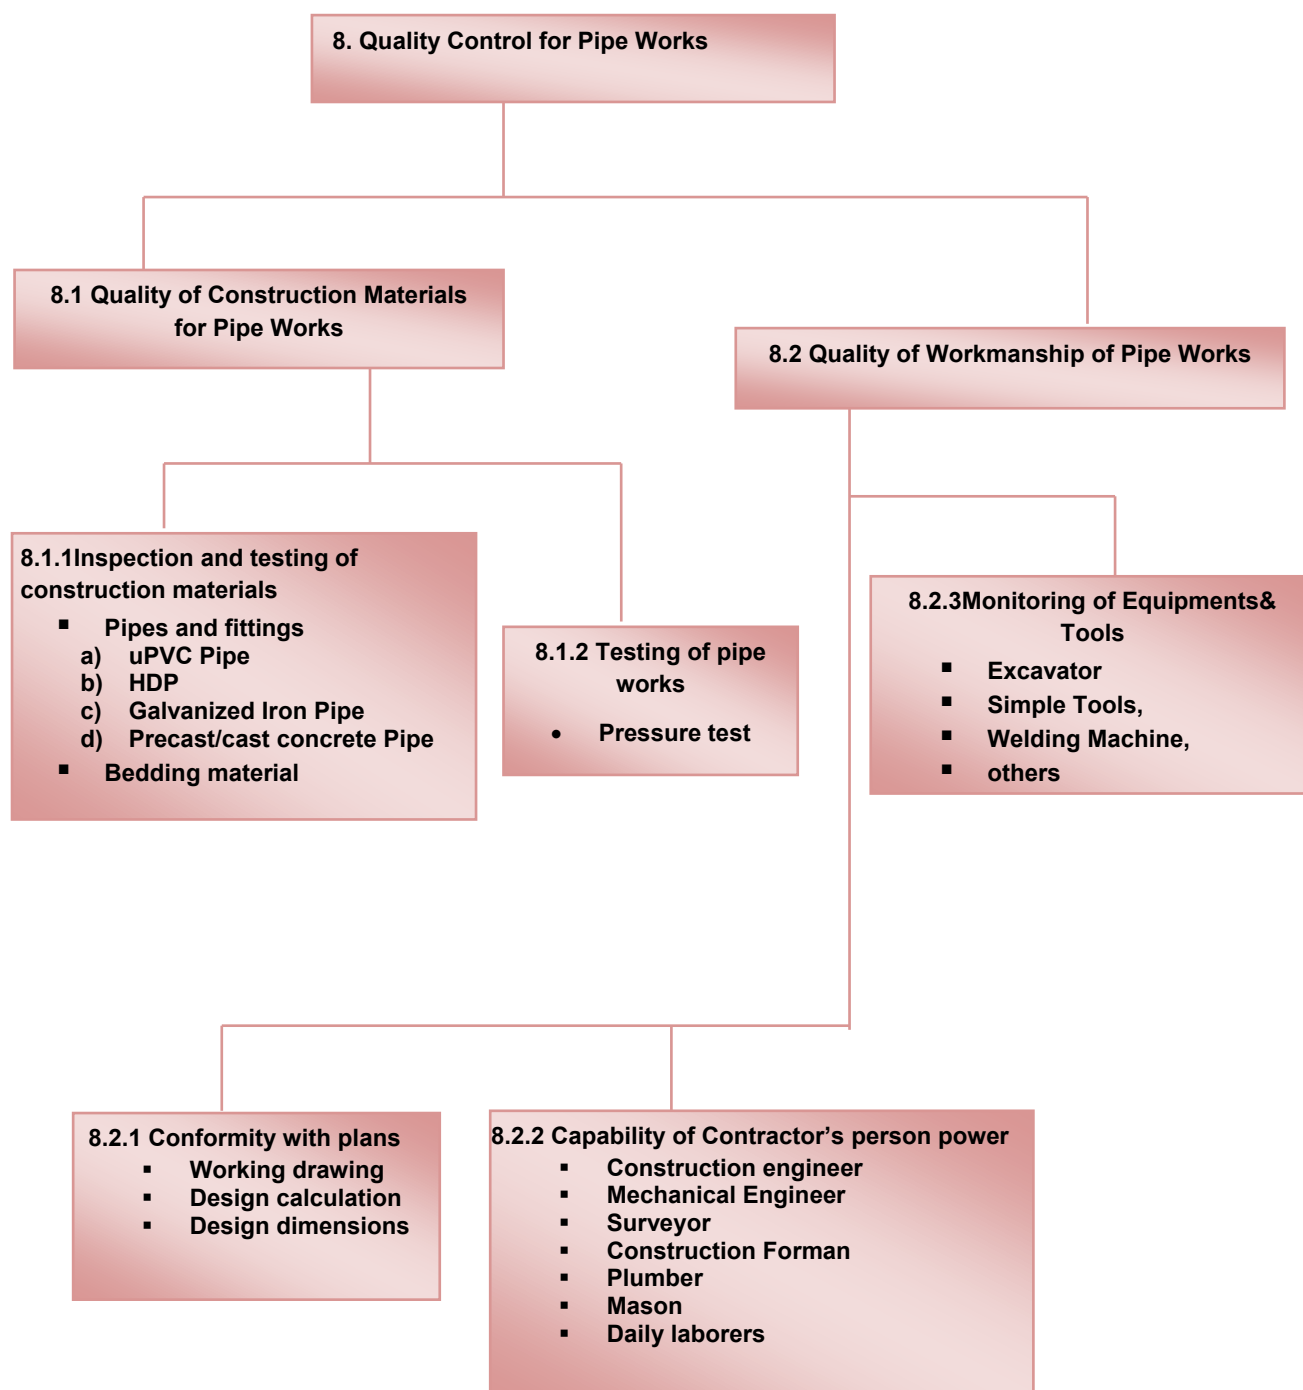 8. Quality Control for Pipe Works
8.1 Quality of Construction Materials
for Pipe Works
8.2 Quality of Workmanship of Pipe Works
8.1.1Inspection and testing of
construction materials
▪ Pipes and fittings
a) uPVC Pipe
b) HDP
c) Galvanized Iron Pipe
d) Precast/cast concrete Pipe
▪ Bedding material
8.1.2 Testing of pipe
works
• Pressure test
8.2.3Monitoring of Equipments&
Tools
▪ Excavator
▪ Simple Tools,
▪ Welding Machine,
▪ others
8.2.1 Conformity with plans
▪ Working drawing
▪ Design calculation
▪ Design dimensions
8.2.2 Capability of Contractor’s person power
▪ Construction engineer
▪ Mechanical Engineer
▪ Surveyor
▪ Construction Forman
▪ Plumber
▪ Mason
▪ Daily laborers